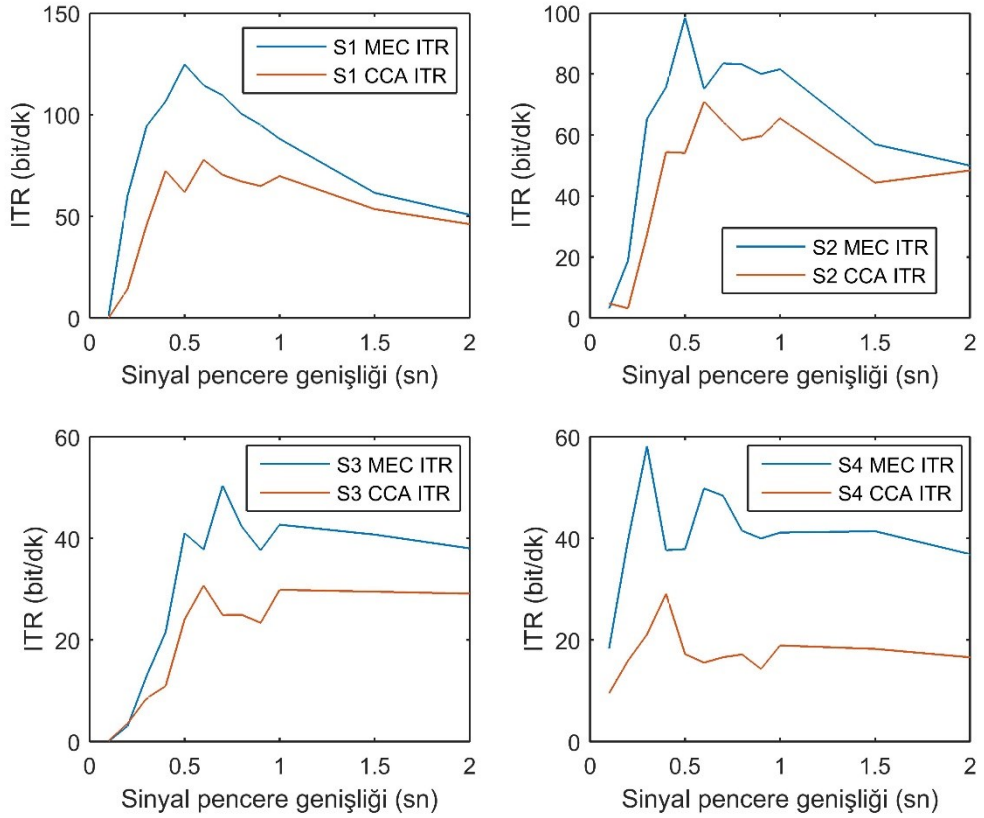 150
100
50
0
ITR (bit/dk)
S1 MEC ITR
S1 CCA ITR
0
0.5
1
1.5
2
Sinyal pencere genişliği (sn)
100
80
60
40
20
0
ITR (bit/dk)
S2 MEC ITR
S2 CCA ITR
0
0.5
1
1.5
2
Sinyal pencere genişliği (sn)
60
40
20
0
ITR (bit/dk)
S3 MEC ITR
S3 CCA ITR
0
0.5
1
1.5
2
Sinyal pencere genişliği (sn)
60
40
20
0
ITR (bit/dk)
S4 MEC ITR
S4 CCA ITR
0
0.5
1
1.5
2
Sinyal pencere genişliği (sn)